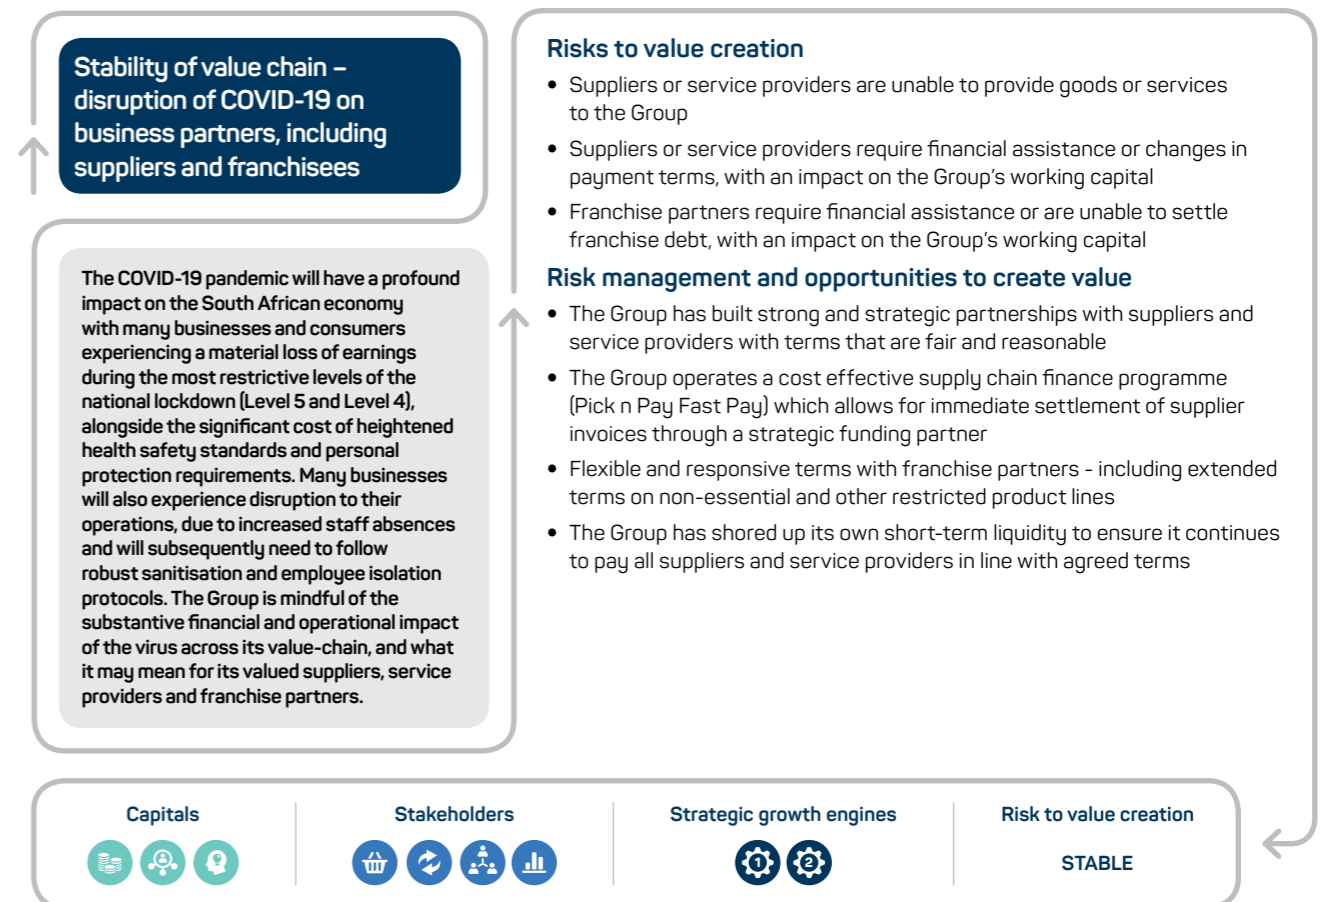 Stability of value chain –
disruption of COVID-19 on
business partners, including
suppliers and franchisees
The COVID-19 pandemic will have a profound
impact on the South African economy
with many businesses and consumers
experiencing a material loss of earnings
during the most restrictive levels of the
national lockdown (Level 5 and Level 4),
alongside the significant cost of heightened
health safety standards and personal
protection requirements. Many businesses
will also experience disruption to their
operations, due to increased staff absences
and will subsequently need to follow
robust sanitisation and employee isolation
protocols. The Group is mindful of the
substantive financial and operational impact
of the virus across its value-chain, and what
it may mean for its valued suppliers, service
providers and franchise partners.
Risks to value creation
• Suppliers or service providers are unable to provide goods or services
to the Group
• Suppliers or service providers require financial assistance or changes in
payment terms, with an impact on the Group's working capital
• Franchise partners require financial assistance or are unable to settle
franchise debt, with an impact on the Group's working capital
Risk management and opportunities to create value
• The Group has built strong and strategic partnerships with suppliers and
service providers with terms that are fair and reasonable
• The Group operates a cost effective supply chain finance programme
(Pick n Pay Fast Pay) which allows for immediate settlement of supplier
invoices through a strategic funding partner
• Flexible and responsive terms with franchise partners - including extended
terms on non-essential and other restricted product lines
• The Group has shored up its own short-term liquidity to ensure it continues
to pay all suppliers and service providers in line with agreed terms
Capitals
Stakeholders
Strategic growth engines
1 2
Risk to value creation
STABLE